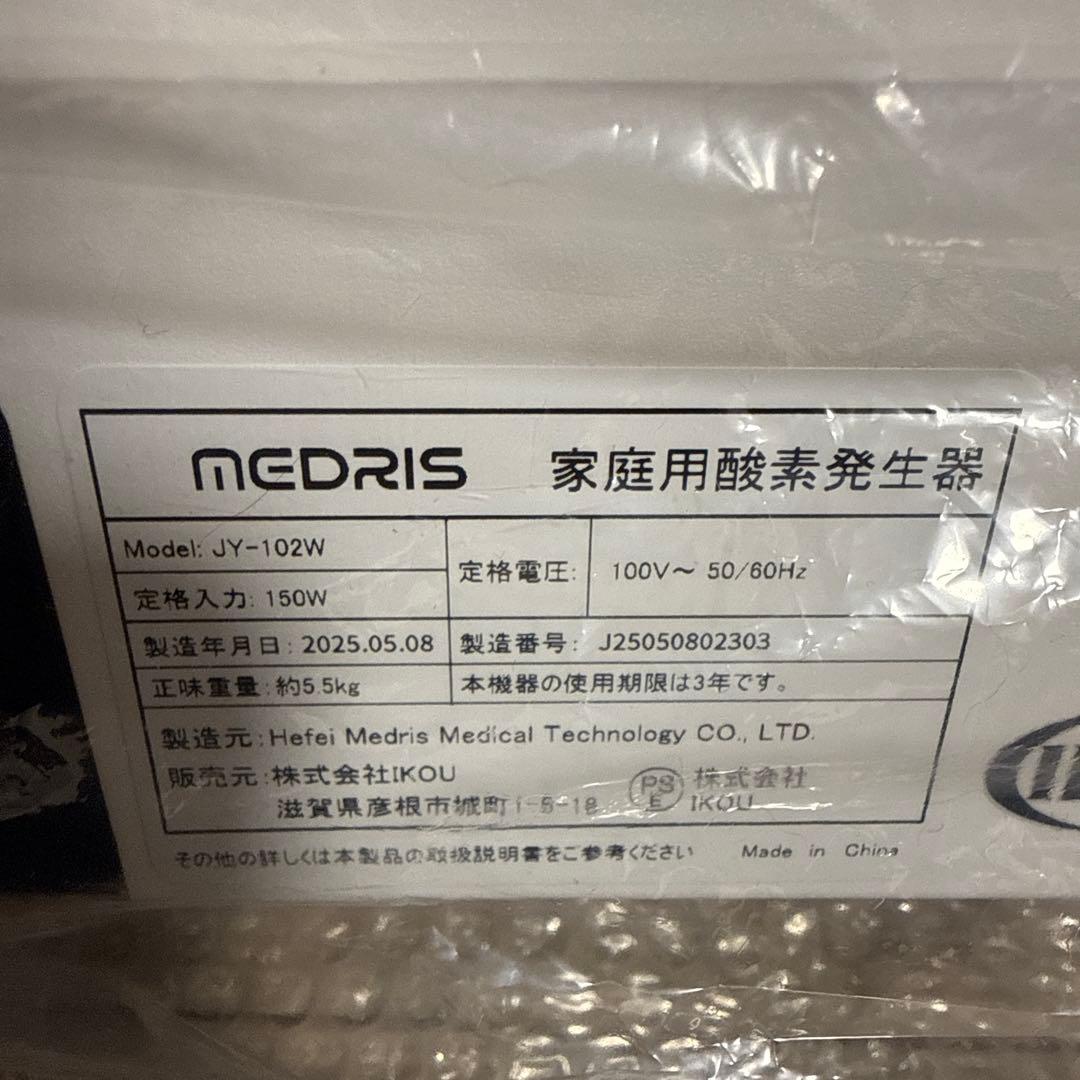 MEDRIS 家庭用酸素発生器
Model: JY-102W
定格電圧: 100V～ 50/60Hz
定格入力: 150W
製造年月日: 2025.05.08
製造番号: J25050802303
正味重量:約5.5kg
本機器の使用期限は3年です。
製造元:Hefei Medris Medical Technology CO., LTD.
販売元:株式会社IKOU
滋賀県彦根市城町1-5-18
PS
E
株式会社
IKOU
その他の詳しくは本製品の取扱説明書をご参考ください
Made in China